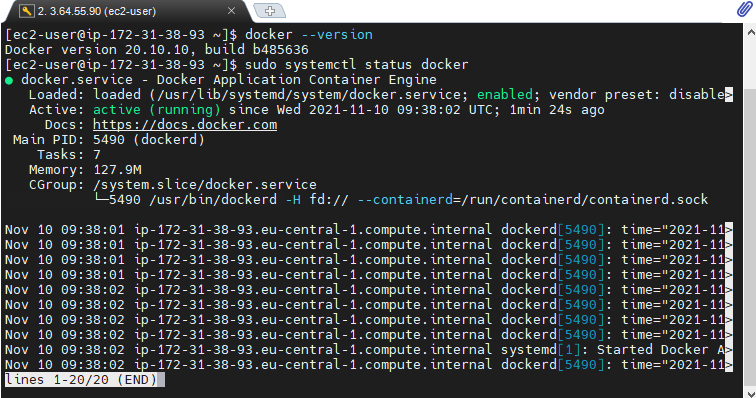 2. 3.64.55.90 (ec2-user)
[ec2-user@ip-172-31-38-93 ~]$ docker --version
Docker version 20.10.10, build b485636
[ec2-user@ip-172-31-38-93 ~]$ sudo systemctl status docker
● docker.service - Docker Application Container Engine
   Loaded: loaded (/usr/lib/systemd/system/docker.service; enabled; vendor preset: disable>
   Active: active (running) since Wed 2021-11-10 09:38:02 UTC; 1min 24s ago
     Docs: https://docs.docker.com
 Main PID: 5490 (dockerd)
    Tasks: 7
   Memory: 127.9M
   CGroup: /system.slice/docker.service
           └─5490 /usr/bin/dockerd -H fd:// --containerd=/run/containerd/containerd.sock
Nov 10 09:38:01 ip-172-31-38-93.eu-central-1.compute.internal dockerd[5490]: time="2021-11>
Nov 10 09:38:01 ip-172-31-38-93.eu-central-1.compute.internal dockerd[5490]: time="2021-11>
Nov 10 09:38:01 ip-172-31-38-93.eu-central-1.compute.internal dockerd[5490]: time="2021-11>
Nov 10 09:38:01 ip-172-31-38-93.eu-central-1.compute.internal dockerd[5490]: time="2021-11>
Nov 10 09:38:02 ip-172-31-38-93.eu-central-1.compute.internal dockerd[5490]: time="2021-11>
Nov 10 09:38:02 ip-172-31-38-93.eu-central-1.compute.internal dockerd[5490]: time="2021-11>
Nov 10 09:38:02 ip-172-31-38-93.eu-central-1.compute.internal dockerd[5490]: time="2021-11>
Nov 10 09:38:02 ip-172-31-38-93.eu-central-1.compute.internal dockerd[5490]: time="2021-11>
Nov 10 09:38:02 ip-172-31-38-93.eu-central-1.compute.internal systemd[1]: Started Docker A>
Nov 10 09:38:02 ip-172-31-38-93.eu-central-1.compute.internal dockerd[5490]: time="2021-11>
lines 1-20/20 (END)